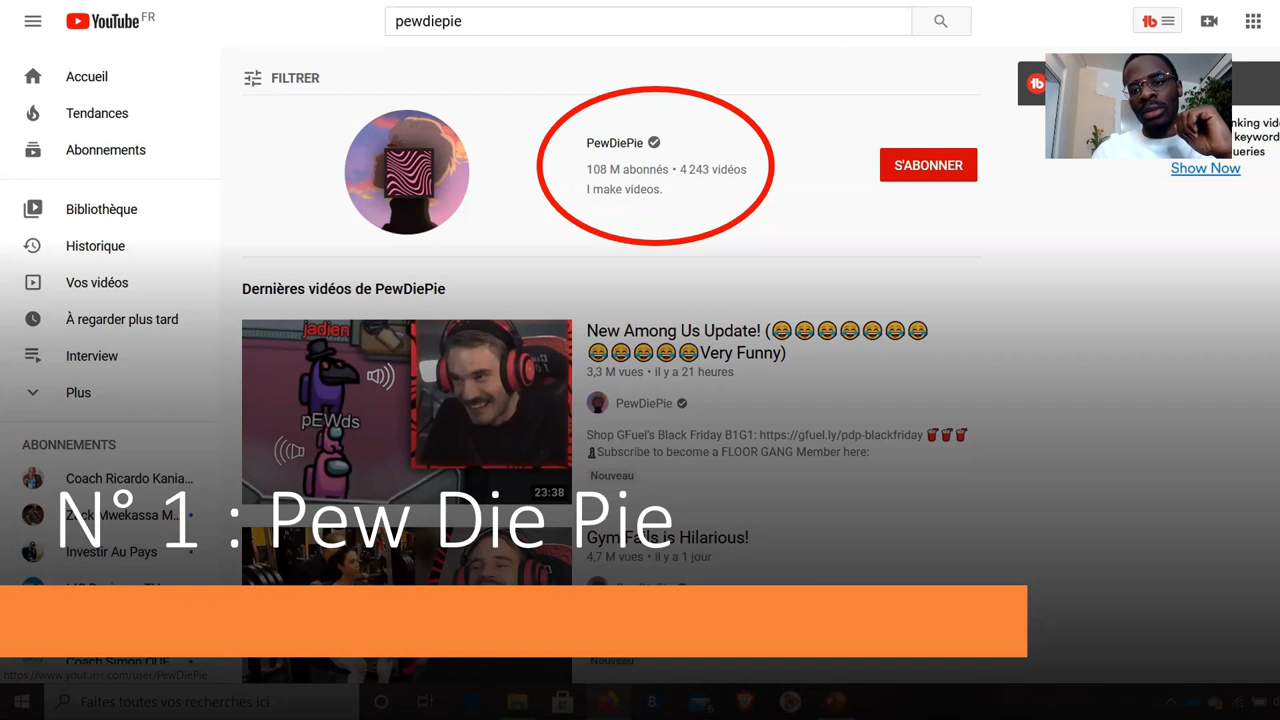 YouTube FR
pewdiepie
Accueil
Tendances
Abonnements
Bibliothèque
Historique
Vos vidéos
À regarder plus tard
Interview
Plus
ABONNEMENTS
Coach Ricardo Kania...
Zack Mwekassa M...
Investir Au Pays
FILTRER
PewDiePie
108 M abonnés • 4 243 vidéos
I make videos.
S'ABONNER
Show Now
Dernières vidéos de PewDiePie
jadien
pEWds
23:38
New Among Us Update! (😂😂😂😂😂😂😂
😂😂😂😂😂Very Funny)
3,3 M vues • il y a 21 heures
PewDiePie
Shop GFuel's Black Friday B1G1: https://gfuel.ly/pdp-blackfriday 🥤🥤🥤
Subscribe to become a FLOOR GANG Member here:
Nouveau
Gym Fails is Hilarious!
4,7 M vues • il y a 1 jour
N° 1 : Pew Die Pie
Nouveau
https://www.youtube.com/user/PewDiePie
Faites toutes vos recherches ici